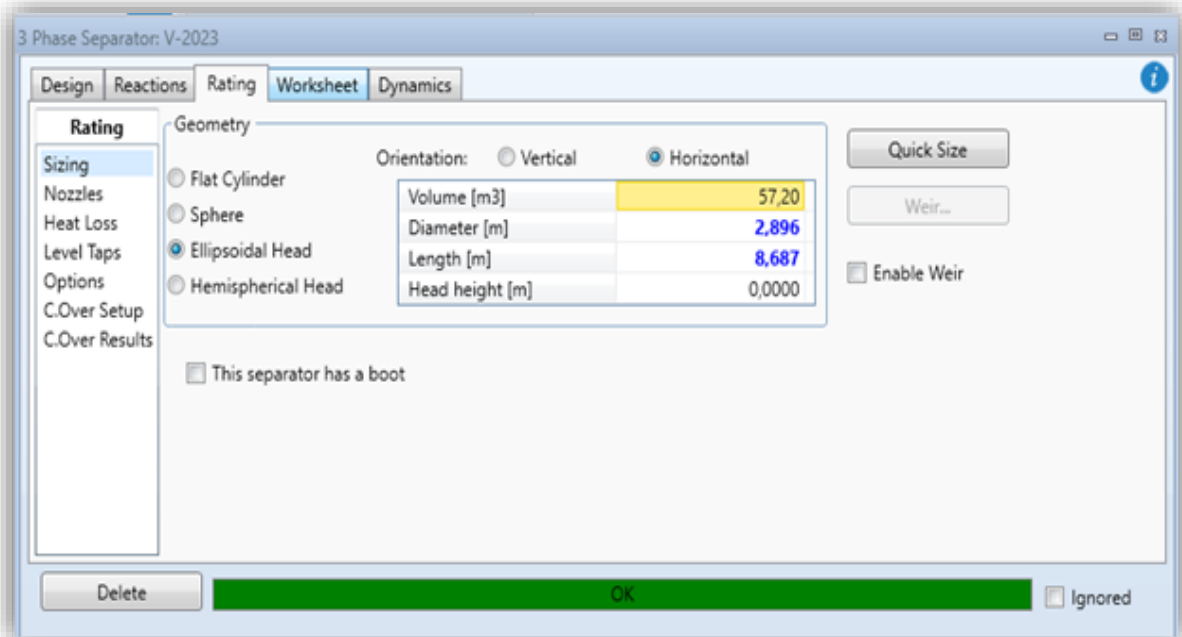 3 Phase Separator: V-2023
Design Reactions Rating Worksheet Dynamics
Rating
Sizing
Nozzles
Heat Loss
Level Taps
Options
C.Over Setup
C.Over Results
Geometry
Flat Cylinder
Sphere
Ellipsoidal Head
Hemispherical Head
Orientation: Vertical Horizontal
Volume [m3] 57,20
Diameter [m] 2,896
Length [m] 8,687
Head height [m] 0,0000
Quick Size
Weir...
Enable Weir
This separator has a boot
Delete OK Ignored